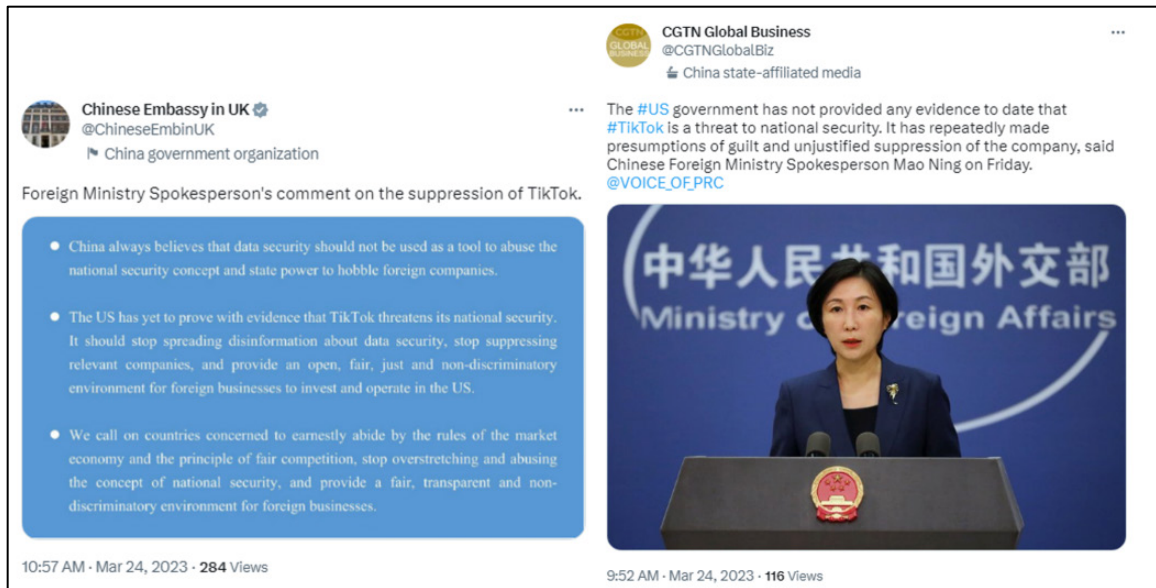 Chinese Embassy in UK
@ChineseEmbinUK
China government organization
Foreign Ministry Spokesperson's comment on the suppression of TikTok.
China always believes that data security should not be used as a tool to abuse the
national security concept and state power to hobble foreign companies.
The US has yet to prove with evidence that TikTok threatens its national security.
It should stop spreading disinformation about data security, stop suppressing
relevant companies, and provide an open, fair, just and non-discriminatory
environment for foreign businesses to invest and operate in the US.
We call on countries concerned to earnestly abide by the rules of the market
economy and the principle of fair competition, stop overstretching and abusing
the concept of national security, and provide a fair, transparent and non-
discriminatory environment for foreign businesses.
10:57 AM · Mar 24, 2023 · 284 Views
CGTN
GLOBAL
BUSINESS
CGTN Global Business
@CGTNGlobalBiz
China state-affiliated media
The #US government has not provided any evidence to date that
#TikTok is a threat to national security. It has repeatedly made
presumptions of guilt and unjustified suppression of the company, said
Chinese Foreign Ministry Spokesperson Mao Ning on Friday.
@VOICE_OF_PRC
中华人民 和国外交部
Ministry reign Affairs
9:52 AM · Mar 24, 2023 · 116 Views